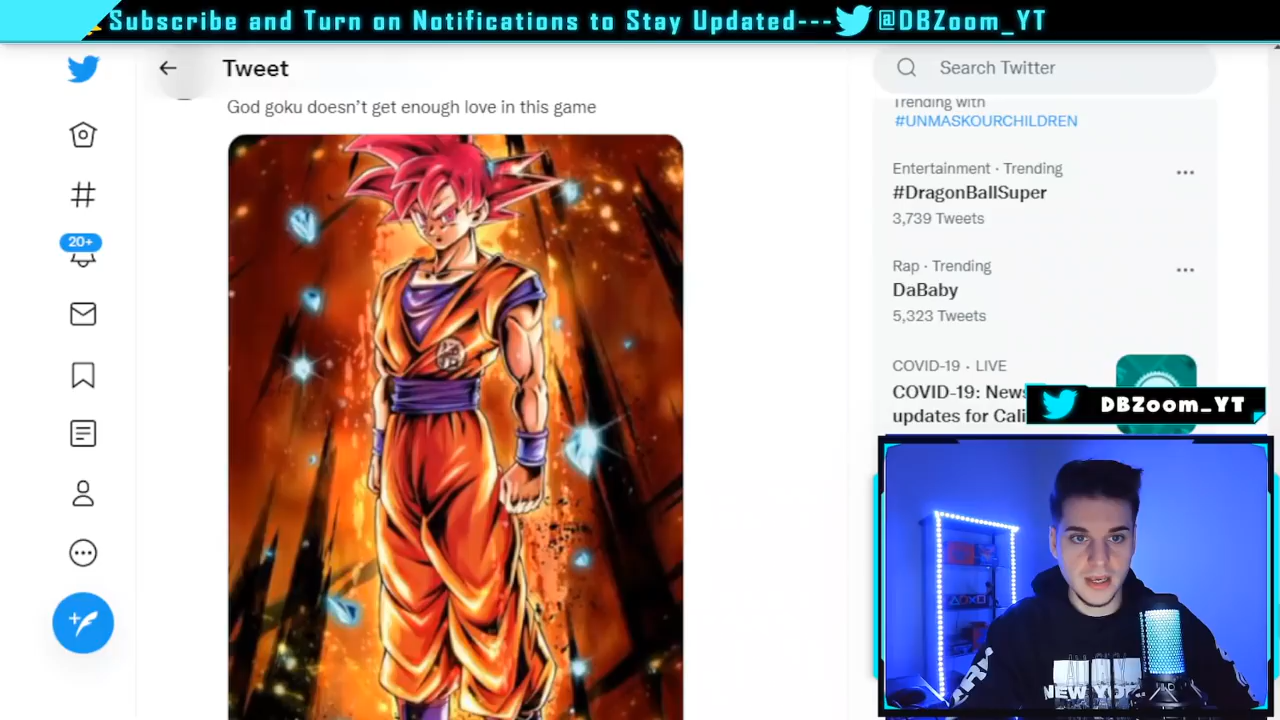 Subscribe and Turn on Notifications to Stay Updated---@DBZoom_YT
Tweet
Search Twitter
God goku doesn't get enough love in this game
Trending with
#UNMASKOURCHILDREN
Entertainment · Trending
#DragonBallSuper
3,739 Tweets
20+
Rap · Trending
DaBaby
5,323 Tweets
COVID-19 · LIVE
COVID-19: News
updates for Cali
DBZoom_YT
NEW YORK